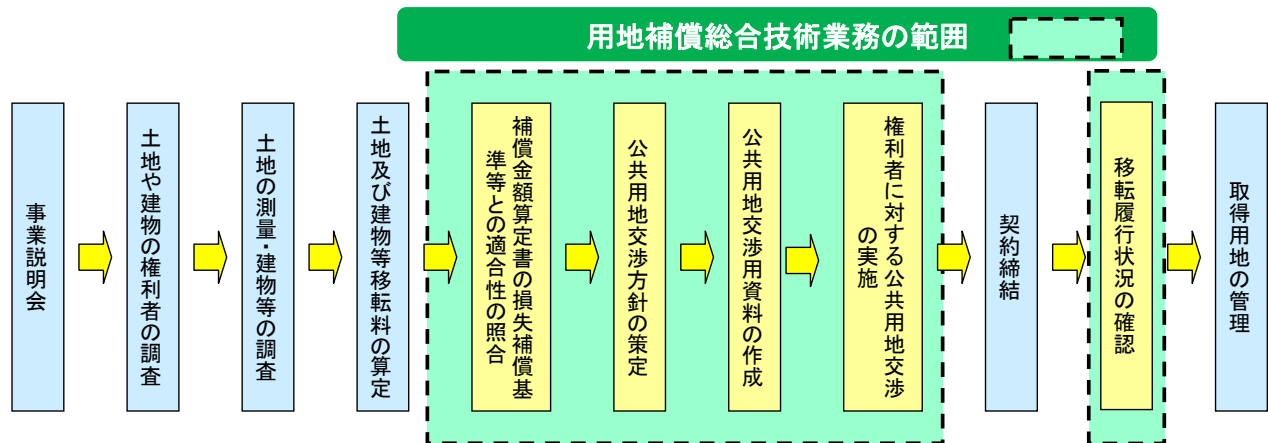 用地補償総合技術業務の範囲
事業説明会
土地や建物の権利者の調査
土地の測量・建物等の調査
土地及び建物等移転料の算定
補償金額算定書の損失補償基
準等との適合性の照合
公共用地交渉方針の策定
公共用地交渉用資料の作成
権利者に対する公共用地交渉
の実施
契約締結
移転履行状況の確認
取得用地の管理